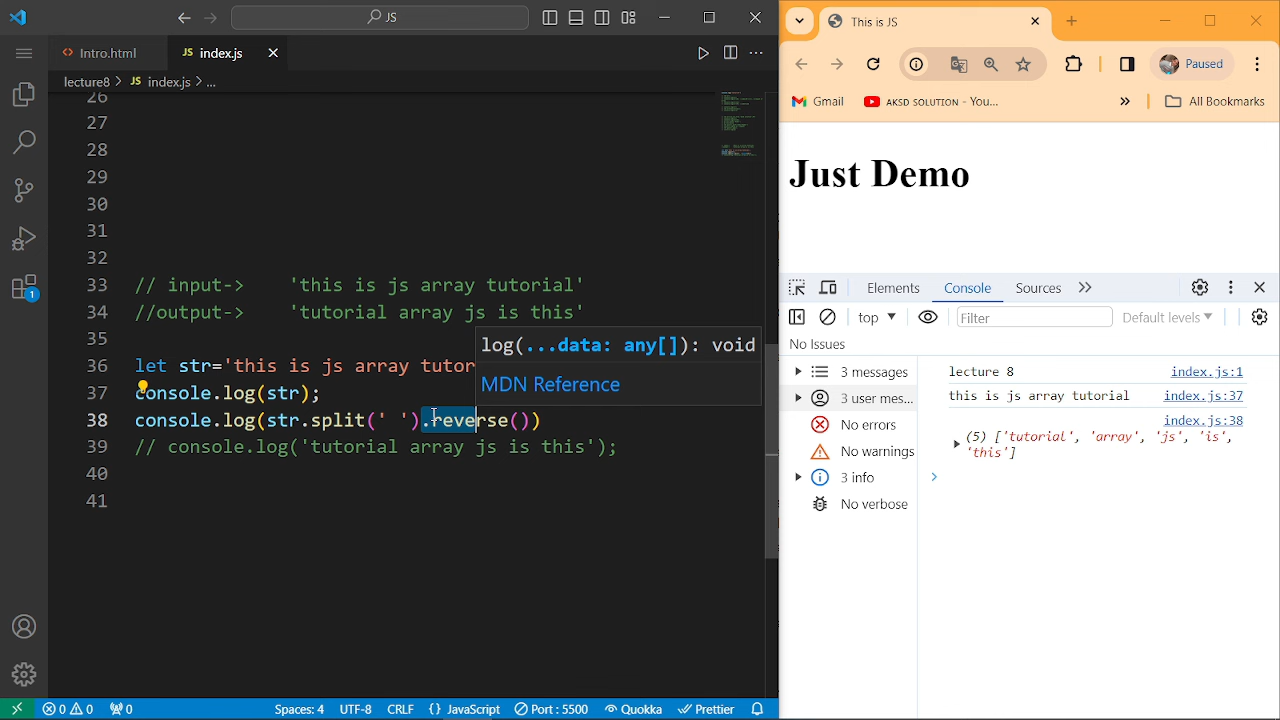 JS
Intro.html
JS index.js
lecture8 > JS index.js > ...
26
27
28
29
30
31
32
33 // input-> 'this is js array tutorial'
34 //output-> 'tutorial array js is this'
35
log(...data: any[]): void
MDN Reference
36 let str='this is js array tutor
37 console.log(str);
38 console.log(str.split(' ').reverse())
39 // console.log('tutorial array js is this');
40
41
1
0 0 0
Spaces: 4 UTF-8 CRLF {} JavaScript Port : 5500 Quokka Prettier
This is JS
Paused
Gmail AKSD SOLUTION - You... » All Bookmarks
Just Demo
Elements Console Sources »
top Filter Default levels
No Issues
3 messages
3 user mes...
No errors
No warnings
3 info
No verbose
lecture 8 index.js:1
this is js array tutorial index.js:37
index.js:38
(5) ['tutorial', 'array', 'js', 'is',
'this']
>